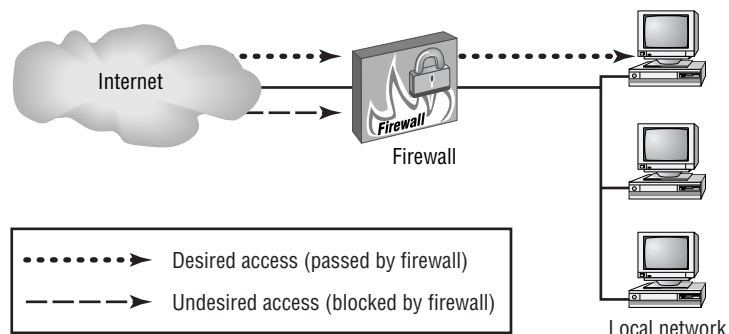 Internet
Firewall
Firewall
Desired access (passed by firewall)
Undesired access (blocked by firewall)
Local network